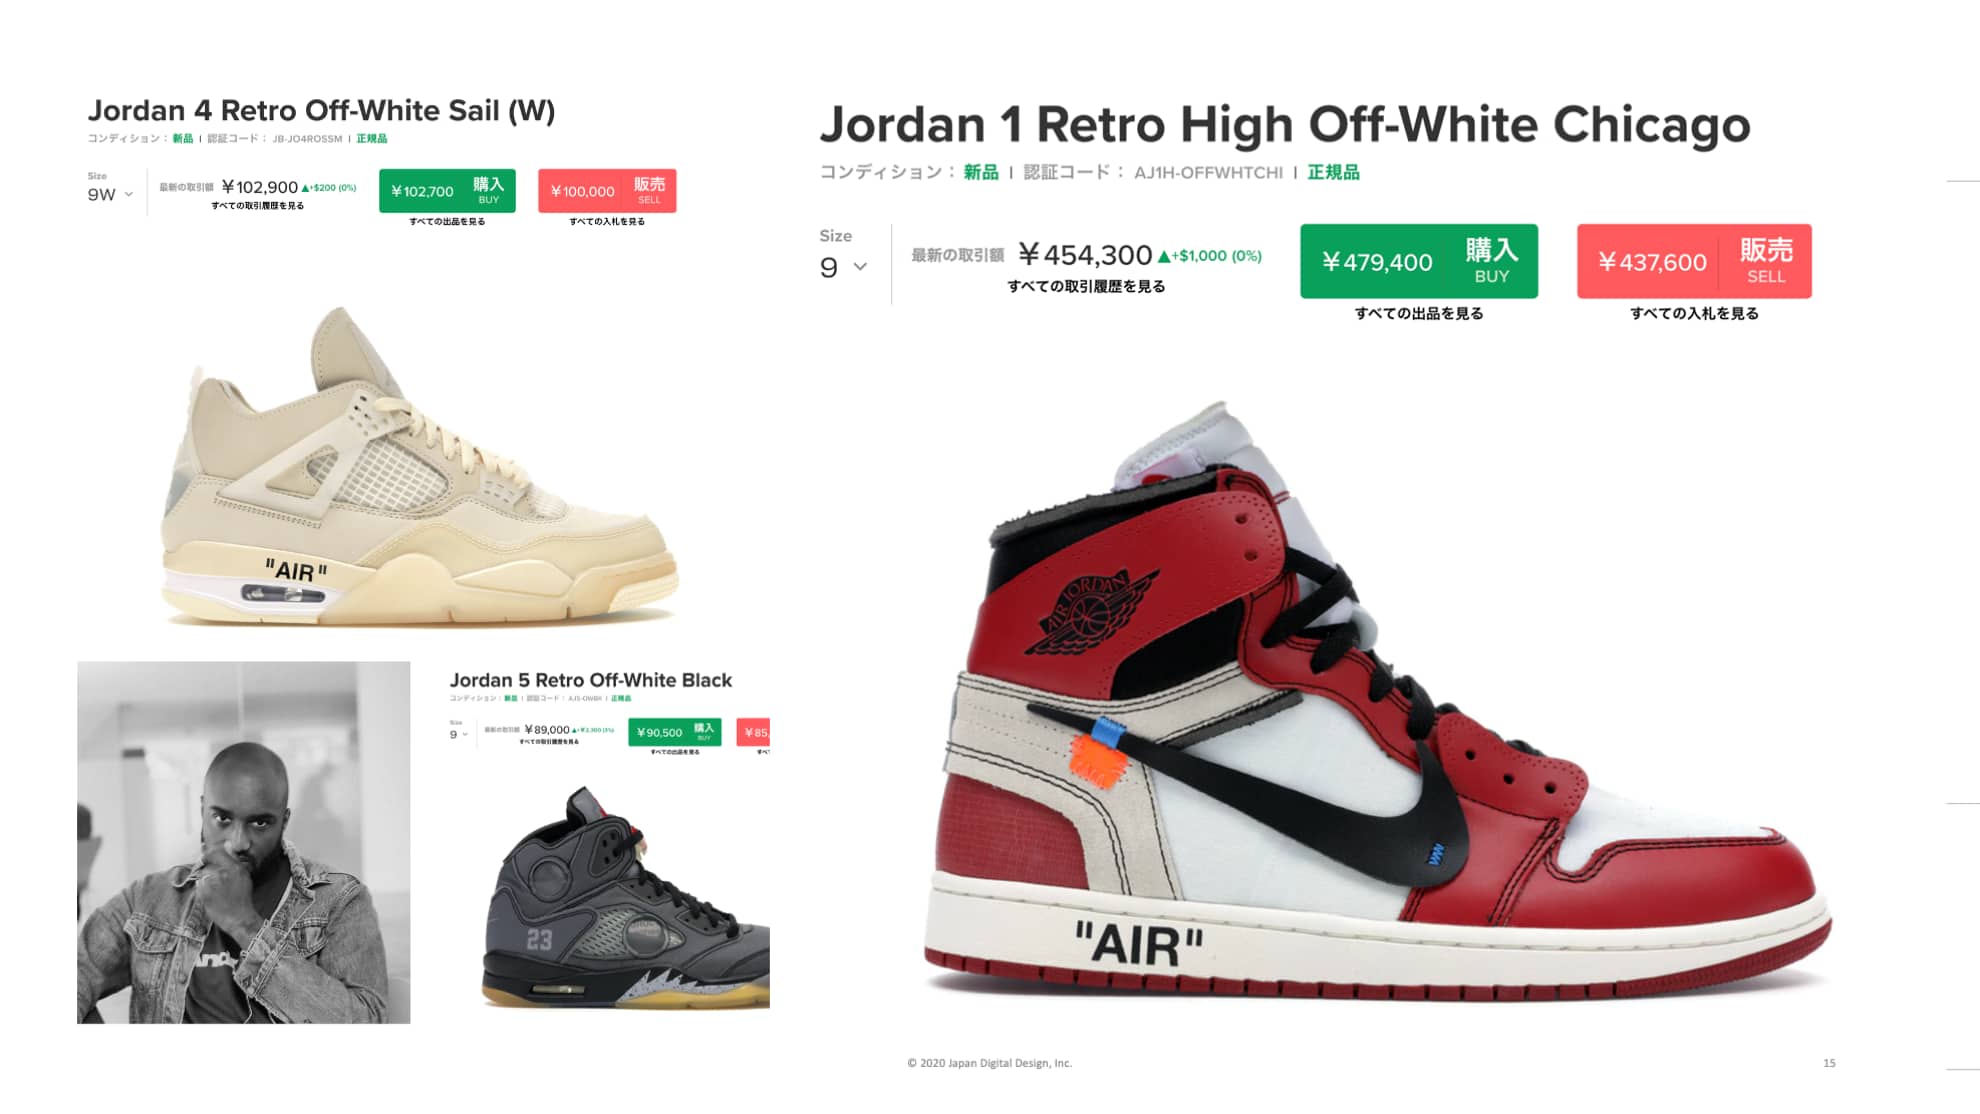 Jordan 4 Retro Off-White Sail (W)
コンディション： 新品 | 認証コード： JB-JO4ROSSM | 正規品
Size
9W
最新の取引額 ￥102,900 ▲+$200 (0%)
すべての取引履歴を見る
￥102,700 購入
BUY
すべての出品を見る
￥100,000 販売
SELL
すべての入札を見る
"AIR"
Jordan 5 Retro Off-White Black
コンディション： 新品 | 認証コード： AJ5-OWBK | 正規品
Size
9
最新の取引額 ￥89,000 ▲+￥2,300 (3%)
すべての取引履歴を見る
￥90,500 購入
BUY
すべての出品を見る
￥85,
すべ
23
Jordan 1 Retro High Off-White Chicago
コンディション： 新品 | 認証コード： AJ1H-OFFWHTCHI | 正規品
Size
9
最新の取引額 ￥454,300 ▲+$1,000 (0%)
すべての取引履歴を見る
￥479,400 購入
BUY
すべての出品を見る
￥437,600 販売
SELL
すべての入札を見る
AIR JORDAN
"AIR"
© 2020 Japan Digital Design, Inc.
15